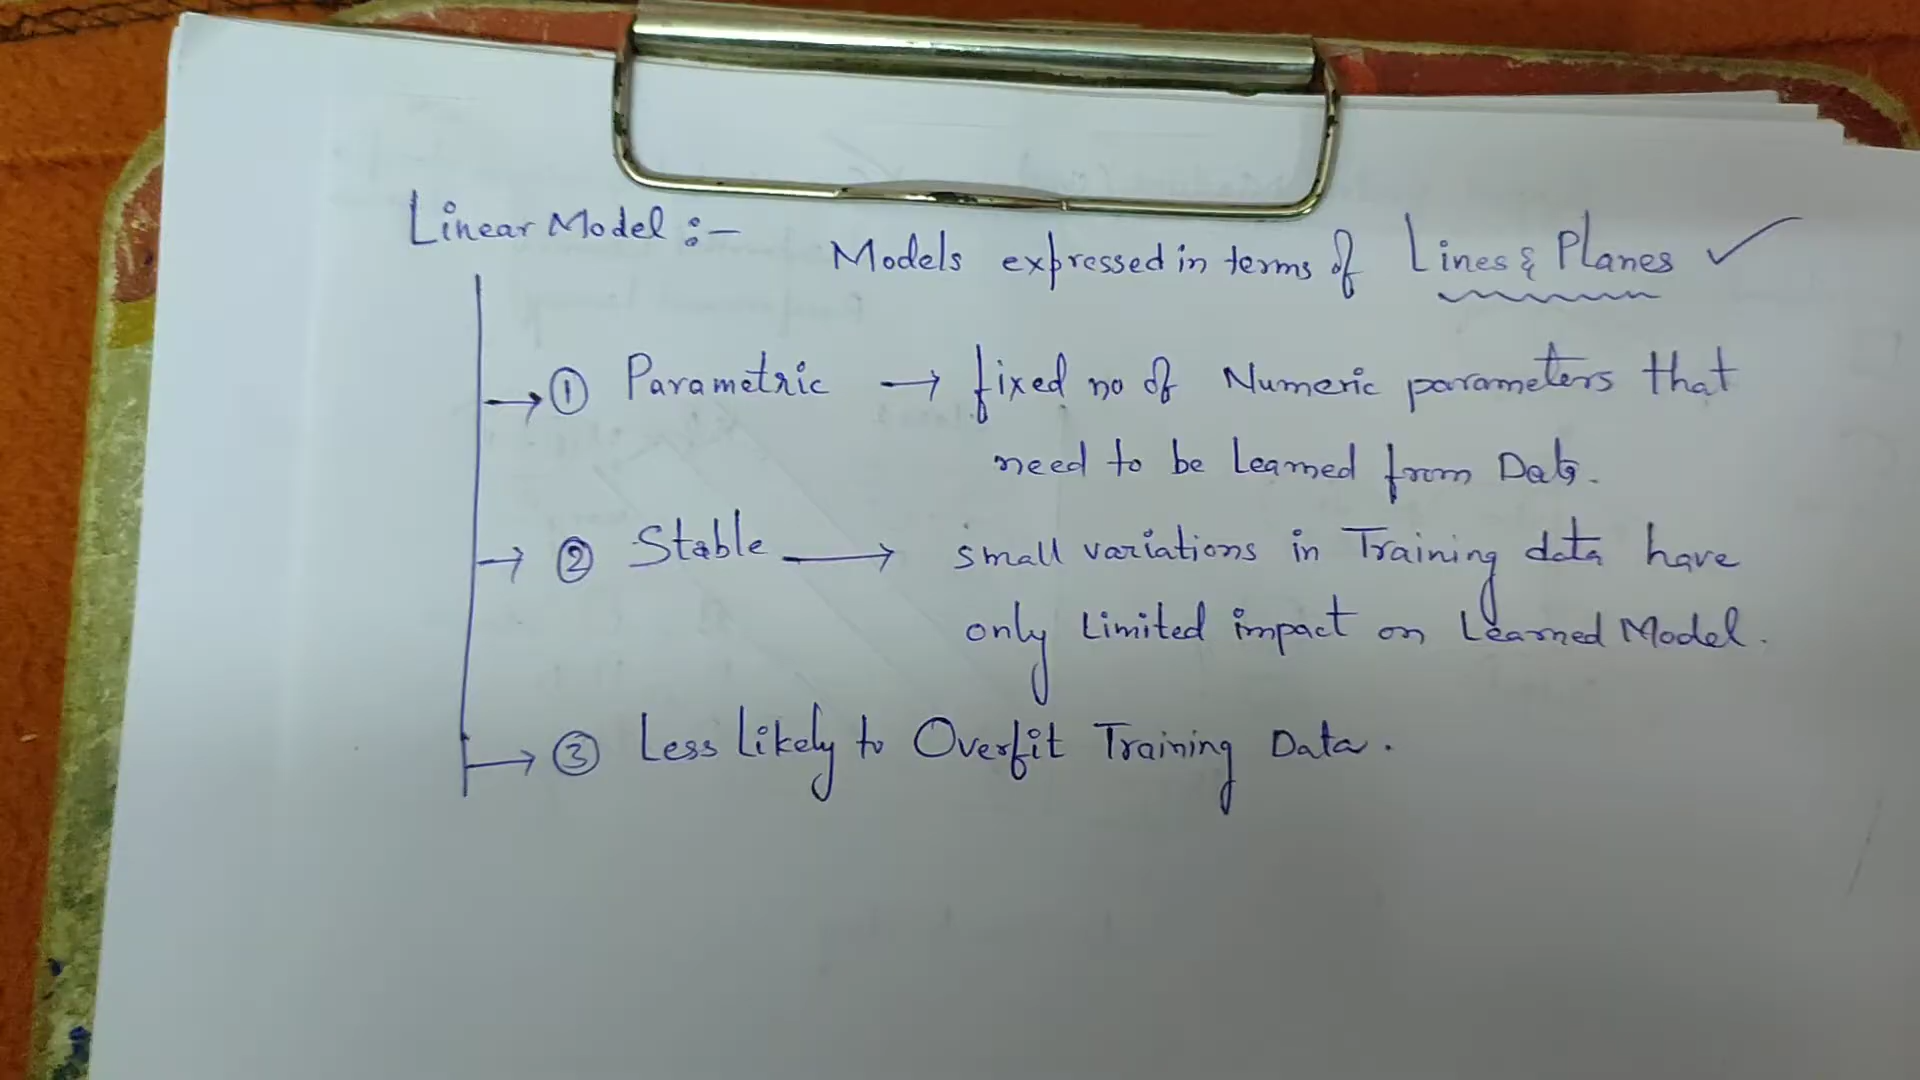 Linear Model :- Models expressed in terms of Lines & Planes ✓
→ ① Parametric → fixed no of Numeric parameters that
need to be Learned from Data.
→ ② Stable → small variations in Training data have
only Limited impact on Learned Model.
→ ③ Less Likely to Overfit Training Data.